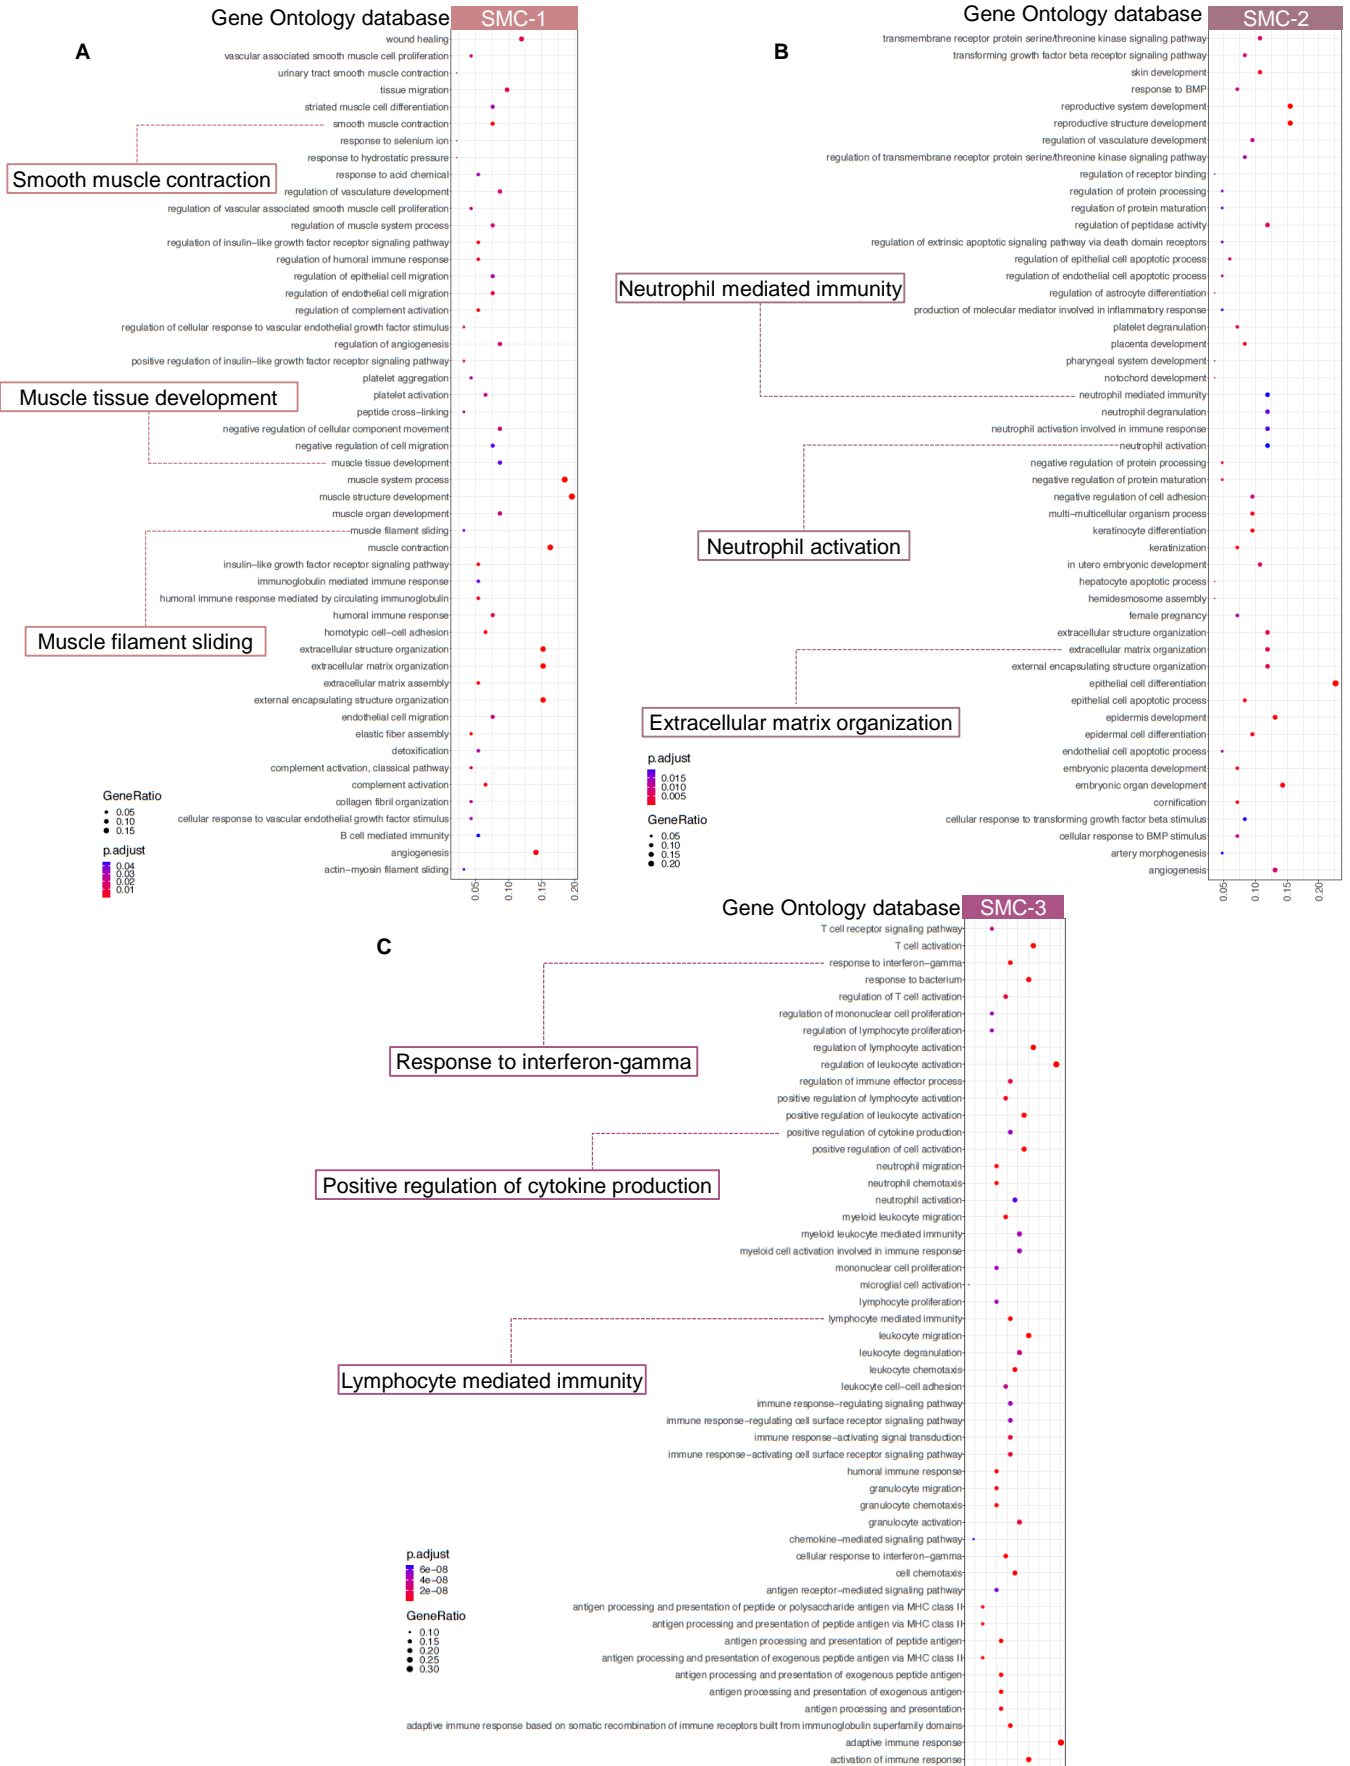 Gene Ontology database SMC-1
A
wound healing
vascular associated smooth muscle cell proliferation
urinary tract smooth muscle contraction
tissue migration
striated muscle cell differentiation
smooth muscle contraction
response to selenium ion
response to hydrostatic pressure
response to acid chemical
regulation of vasculature development
regulation of vascular associated smooth muscle cell proliferation
regulation of muscle system process
regulation of insulin−like growth factor receptor signaling pathway
regulation of humoral immune response
regulation of epithelial cell migration
regulation of endothelial cell migration
regulation of complement activation
regulation of cellular response to vascular endothelial growth factor stimulus
regulation of angiogenesis
positive regulation of insulin−like growth factor receptor signaling pathway
platelet aggregation
platelet activation
peptide cross−linking
negative regulation of cellular component movement
negative regulation of cell migration
muscle tissue development
muscle system process
muscle structure development
muscle organ development
muscle filament sliding
muscle contraction
insulin−like growth factor receptor signaling pathway
immunoglobulin mediated immune response
humoral immune response mediated by circulating immunoglobulin
humoral immune response
homotypic cell−cell adhesion
extracellular structure organization
extracellular matrix organization
extracellular matrix assembly
external encapsulating structure organization
endothelial cell migration
elastic fiber assembly
detoxification
complement activation, classical pathway
complement activation
collagen fibril organization
cellular response to vascular endothelial growth factor stimulus
B cell mediated immunity
angiogenesis
actin−myosin filament sliding
0.05 0.10 0.15 0.20
Smooth muscle contraction
Muscle tissue development
Muscle filament sliding
GeneRatio
0.05
0.10
0.15
p.adjust
0.04
0.03
0.02
0.01
Gene Ontology database SMC-2
B
transmembrane receptor protein serine/threonine kinase signaling pathway
transforming growth factor beta receptor signaling pathway
skin development
response to BMP
reproductive system development
reproductive structure development
regulation of vasculature development
regulation of transmembrane receptor protein serine/threonine kinase signaling pathway
regulation of receptor binding
regulation of protein processing
regulation of protein maturation
regulation of peptidase activity
regulation of extrinsic apoptotic signaling pathway via death domain receptors
regulation of epithelial cell apoptotic process
regulation of endothelial cell apoptotic process
regulation of astrocyte differentiation
production of molecular mediator involved in inflammatory response
platelet degranulation
placenta development
pharyngeal system development
notochord development
neutrophil mediated immunity
neutrophil degranulation
neutrophil activation involved in immune response
neutrophil activation
negative regulation of protein processing
negative regulation of protein maturation
negative regulation of cell adhesion
multi−multicellular organism process
keratinocyte differentiation
keratinization
in utero embryonic development
hepatocyte apoptotic process
hemidesmosome assembly
female pregnancy
extracellular structure organization
extracellular matrix organization
external encapsulating structure organization
epithelial cell differentiation
epithelial cell apoptotic process
epidermis development
epidermal cell differentiation
endothelial cell apoptotic process
embryonic placenta development
embryonic organ development
cornification
cellular response to transforming growth factor beta stimulus
cellular response to BMP stimulus
artery morphogenesis
angiogenesis
0.05 0.10 0.15 0.20
Neutrophil mediated immunity
Neutrophil activation
Extracellular matrix organization
p.adjust
0.015
0.010
0.005
GeneRatio
0.05
0.10
0.15
0.20
Gene Ontology database SMC-3
C
T cell receptor signaling pathway
T cell activation
response to interferon−gamma
response to bacterium
regulation of T cell activation
regulation of mononuclear cell proliferation
regulation of lymphocyte proliferation
regulation of lymphocyte activation
regulation of leukocyte activation
regulation of immune effector process
positive regulation of lymphocyte activation
positive regulation of leukocyte activation
positive regulation of cytokine production
positive regulation of cell activation
neutrophil migration
neutrophil chemotaxis
neutrophil activation
myeloid leukocyte migration
myeloid leukocyte mediated immunity
myeloid cell activation involved in immune response
mononuclear cell proliferation
microglial cell activation
lymphocyte proliferation
lymphocyte mediated immunity
leukocyte migration
leukocyte degranulation
leukocyte chemotaxis
leukocyte cell−cell adhesion
immune response−regulating signaling pathway
immune response−regulating cell surface receptor signaling pathway
immune response−activating signal transduction
immune response−activating cell surface receptor signaling pathway
humoral immune response
granulocyte migration
granulocyte chemotaxis
granulocyte activation
chemokine−mediated signaling pathway
cellular response to interferon−gamma
cell chemotaxis
antigen receptor−mediated signaling pathway
antigen processing and presentation of peptide or polysaccharide antigen via MHC class II
antigen processing and presentation of peptide antigen via MHC class II
antigen processing and presentation of peptide antigen
antigen processing and presentation of exogenous peptide antigen via MHC class II
antigen processing and presentation of exogenous peptide antigen
antigen processing and presentation of exogenous antigen
antigen processing and presentation
adaptive immune response based on somatic recombination of immune receptors built from immunoglobulin superfamily domains
adaptive immune response
activation of immune response
Response to interferon-gamma
Positive regulation of cytokine production
Lymphocyte mediated immunity
p.adjust
6e−08
4e−08
2e−08
GeneRatio
0.10
0.15
0.20
0.25
0.30